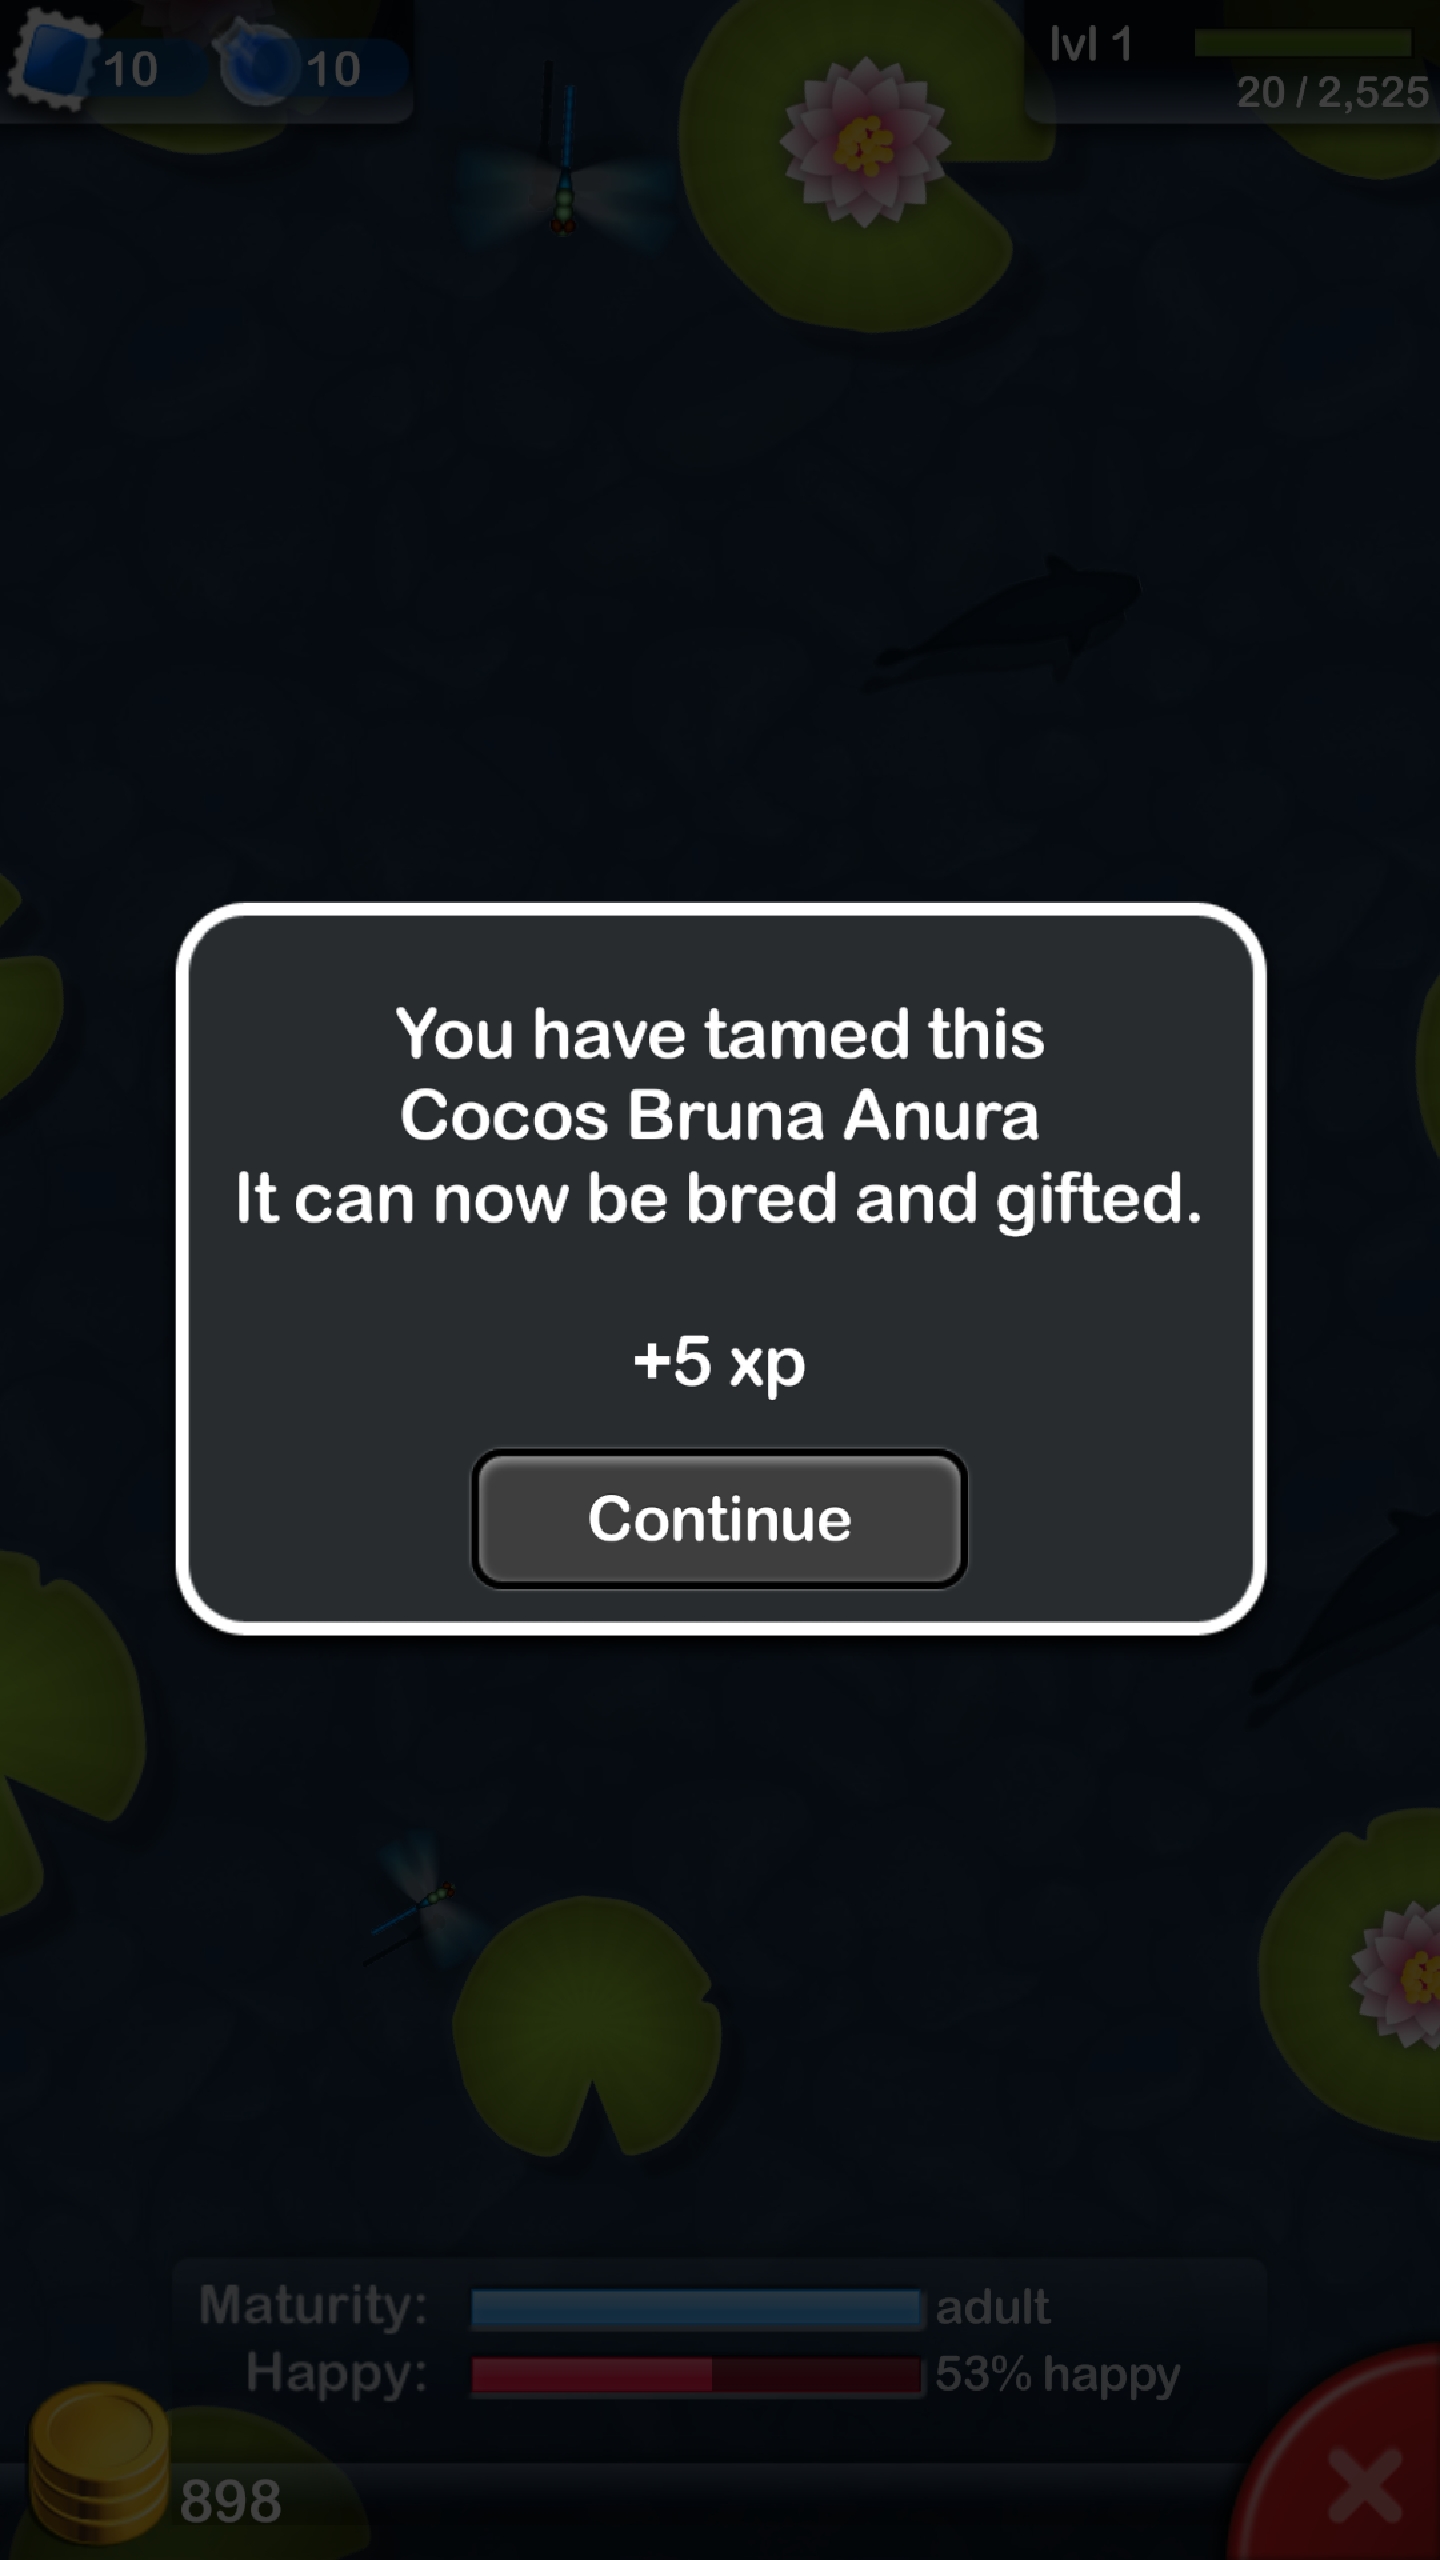 10
10
lvl 1
20 / 2,525
You have tamed this
Cocos Bruna Anura
It can now be bred and gifted.
+5 xp
Continue
Maturity: adult
Happy: 53% happy
898